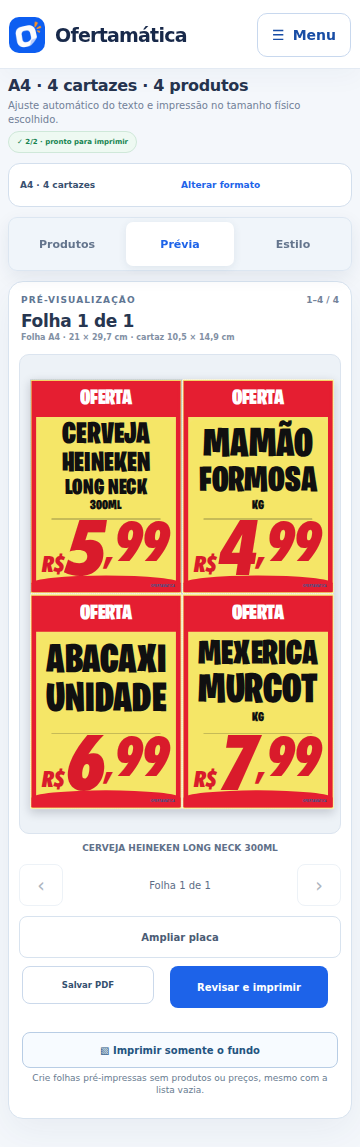 Ofertamática
☰ Menu
A4 · 4 cartazes · 4 produtos
Ajuste automático do texto e impressão no tamanho físico
escolhido.
✓ 2/2 · pronto para imprimir
A4 · 4 cartazes
Alterar formato
Produtos
Prévia
Estilo
PRÉ-VISUALIZAÇÃO
1–4 / 4
Folha 1 de 1
Folha A4 · 21 × 29,7 cm · cartaz 10,5 × 14,9 cm
OFERTA
CERVEJA
HEINEKEN
LONG NECK
300ML
R$5,99
OFERTA
MAMÃO
FORMOSA
KG
R$4,99
OFERTA
ABACAXI
UNIDADE
R$6,99
OFERTA
MEXERICA
MURCOT
KG
R$7,99
CERVEJA HEINEKEN LONG NECK 300ML
‹
Folha 1 de 1
›
Ampliar placa
Salvar PDF
Revisar e imprimir
▧ Imprimir somente o fundo
Crie folhas pré-impressas sem produtos ou preços, mesmo com a
lista vazia.